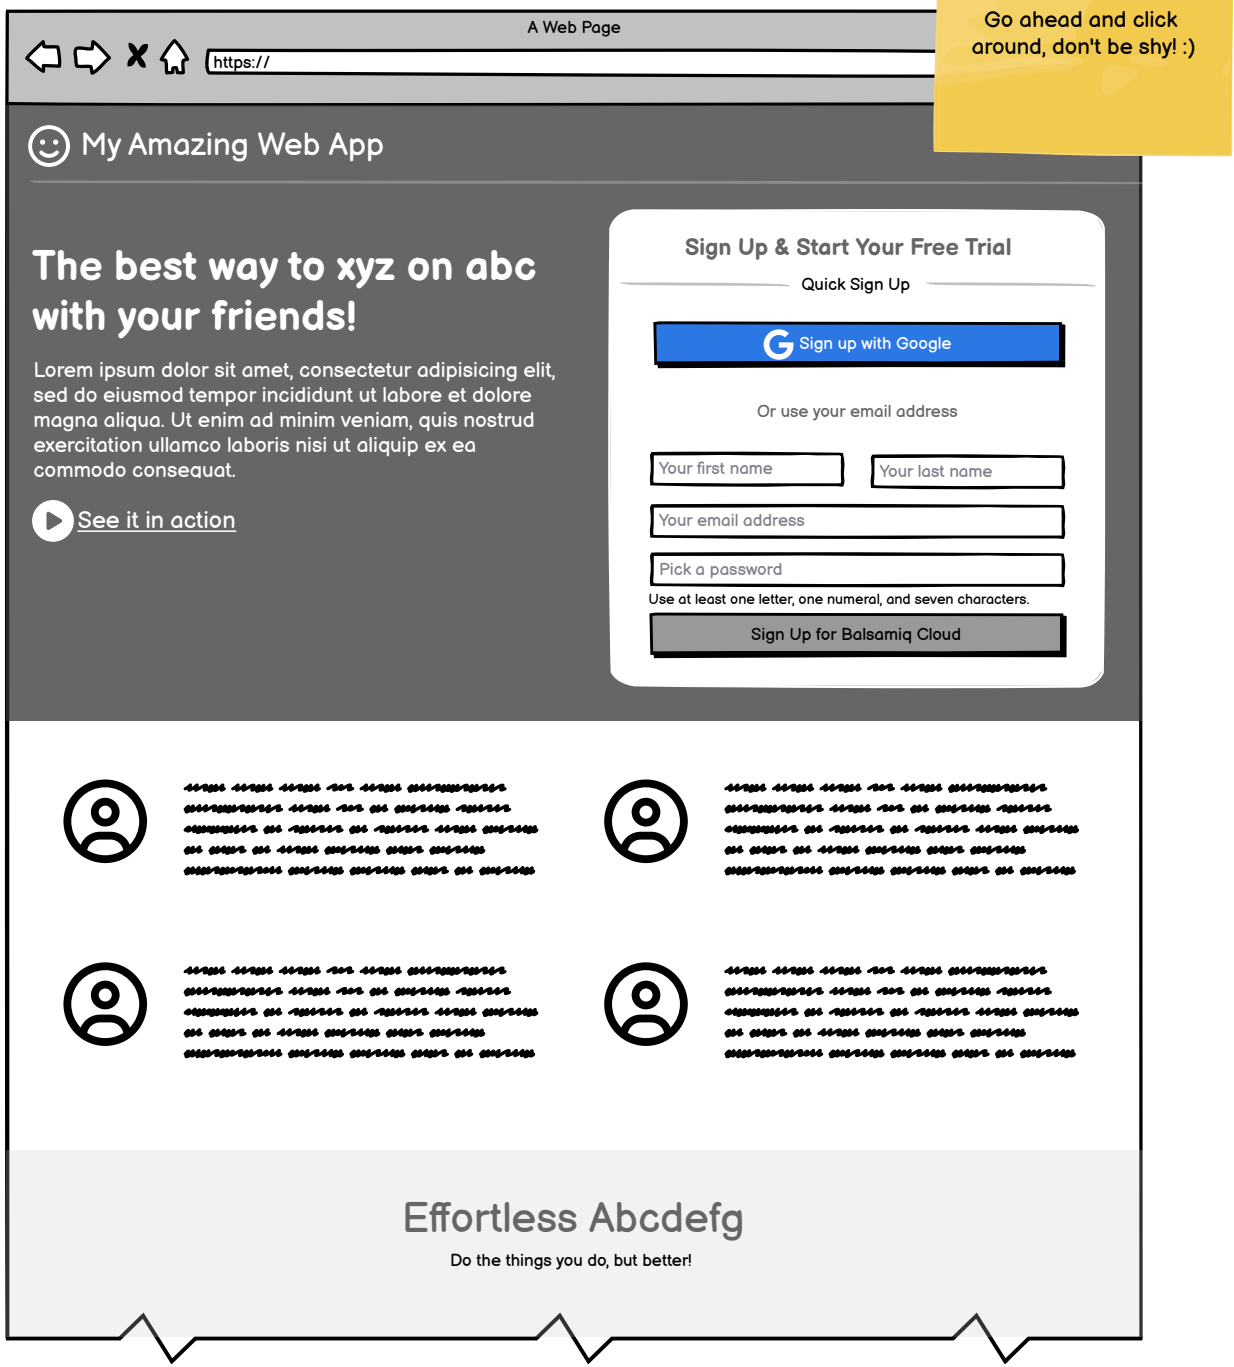 A Web Page
https://
Go ahead and click
around, don't be shy! :)
My Amazing Web App
The best way to xyz on abc
with your friends!
Lorem ipsum dolor sit amet, consectetur adipisicing elit,
sed do eiusmod tempor incididunt ut labore et dolore
magna aliqua. Ut enim ad minim veniam, quis nostrud
exercitation ullamco laboris nisi ut aliquip ex ea
commodo consequat.
See it in action
Sign Up & Start Your Free Trial
Quick Sign Up
G Sign up with Google
Or use your email address
Your first name
Your last name
Your email address
Pick a password
Use at least one letter, one numeral, and seven characters.
Sign Up for Balsamiq Cloud
Effortless Abcdefg
Do the things you do, but better!